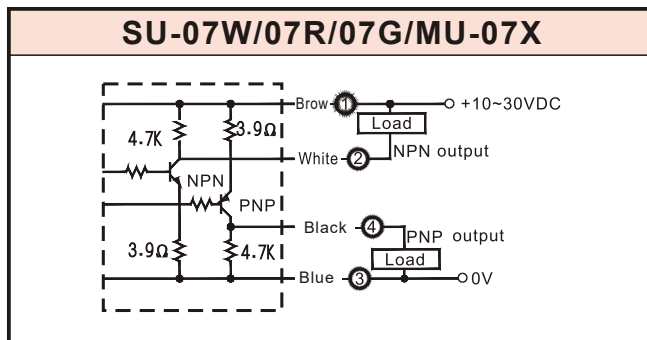 SU-07W/07R/07G/MU-07X
Brow 1 +10~30VDC
4.7K 3.9Ω Load
White 2 NPN output
NPN
PNP
Black 4 PNP output
3.9Ω 4.7K Load
Blue 3 0V